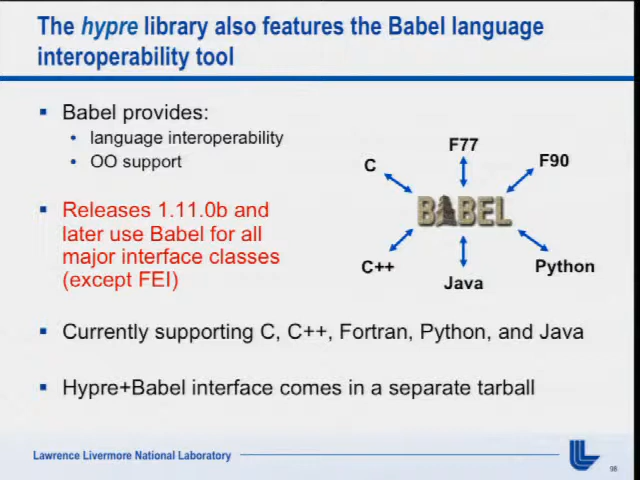 The hypre library also features the Babel language
interoperability tool
▪ Babel provides:
• language interoperability
• OO support
▪ Releases 1.11.0b and
later use Babel for all
major interface classes
(except FEI)
F77
C
F90
BABEL
C++
Java
Python
▪ Currently supporting C, C++, Fortran, Python, and Java
▪ Hypre+Babel interface comes in a separate tarball
Lawrence Livermore National Laboratory
98